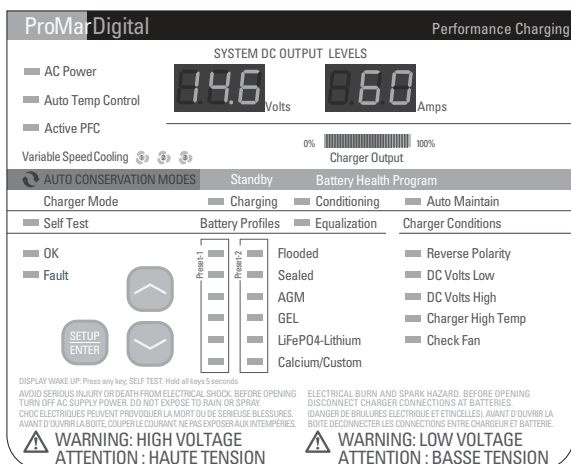 ProMarDigital Performance Charging
SYSTEM DC OUTPUT LEVELS
AC Power
14.6 Volts 60 Amps
Auto Temp Control
Active PFC
0% 100%
Variable Speed Cooling 1 2 3 Charger Output
AUTO CONSERVATION MODES Standby Battery Health Program
Charger Mode Charging Conditioning Auto Maintain
Self Test Battery Profiles Equalization Charger Conditions
OK Preset-1 Preset-2 Flooded Reverse Polarity
Fault Sealed DC Volts Low
AGM DC Volts High
GEL Charger High Temp
SETUP
ENTER
LiFePO4-Lithium Check Fan
Calcium/Custom
DISPLAY WAKE UP: Press any key; SELF TEST: Hold all keys 5 seconds
AVOID SERIOUS INJURY OR DEATH FROM ELECTRICAL SHOCK. BEFORE OPENING
TURN OFF AC SUPPLY POWER. DO NOT EXPOSE TO RAIN OR SPRAY.
CHOC ELECTRIQUES PEUVENT PROVOQUER LA MORT OU DE SERIEUSE BLESSURES.
AVANT D'OUVRIR LA BOITE, COUPER LE COURANT. NE PAS EXPOSER AUX INTEMPÉRIES.
WARNING: HIGH VOLTAGE
ATTENTION : HAUTE TENSION
ELECTRICAL BURN AND SPARK HAZARD. BEFORE OPENING
DISCONNECT CHARGER CONNECTIONS AT BATTERIES.
(DANGER DE BRULURES ELECTRIQUE ET ETINCELLES). AVANT D'OUVRIR LA
BOITE DECONNECTER LES CONNECTIONS ENTRE CHARGEUR ET BATTERIE.
WARNING: LOW VOLTAGE
ATTENTION : BASSE TENSION